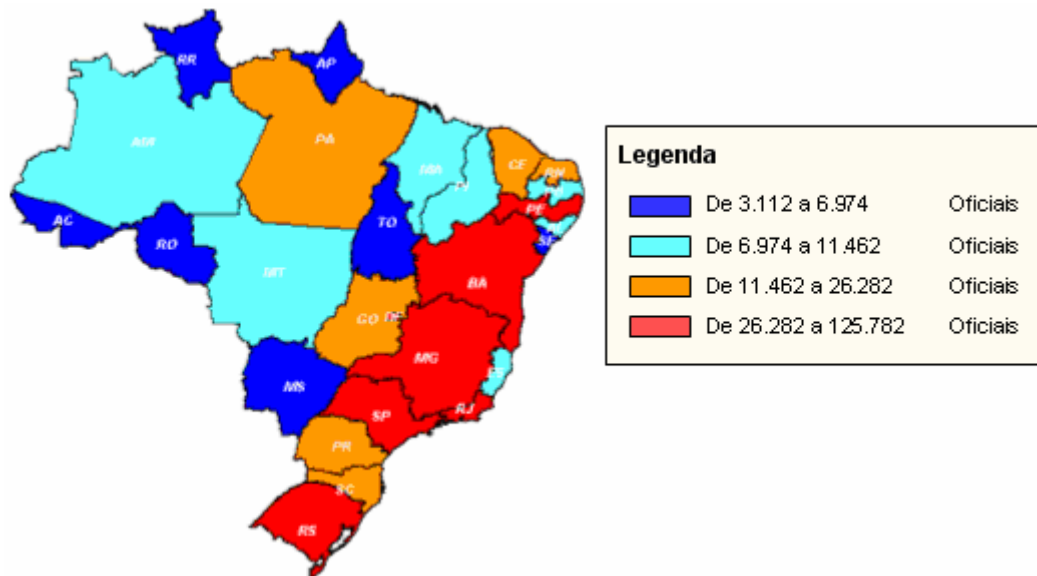 RR
AP
AM
PA
MA
CE
RN
PI
PB
PE
AC
TO
SE
RO
MT
BA
GO
DF
MG
ES
MS
SP
RJ
PR
SC
RS
Legenda
De 3.112 a 6.974 Oficiais
De 6.974 a 11.462 Oficiais
De 11.462 a 26.282 Oficiais
De 26.282 a 125.782 Oficiais